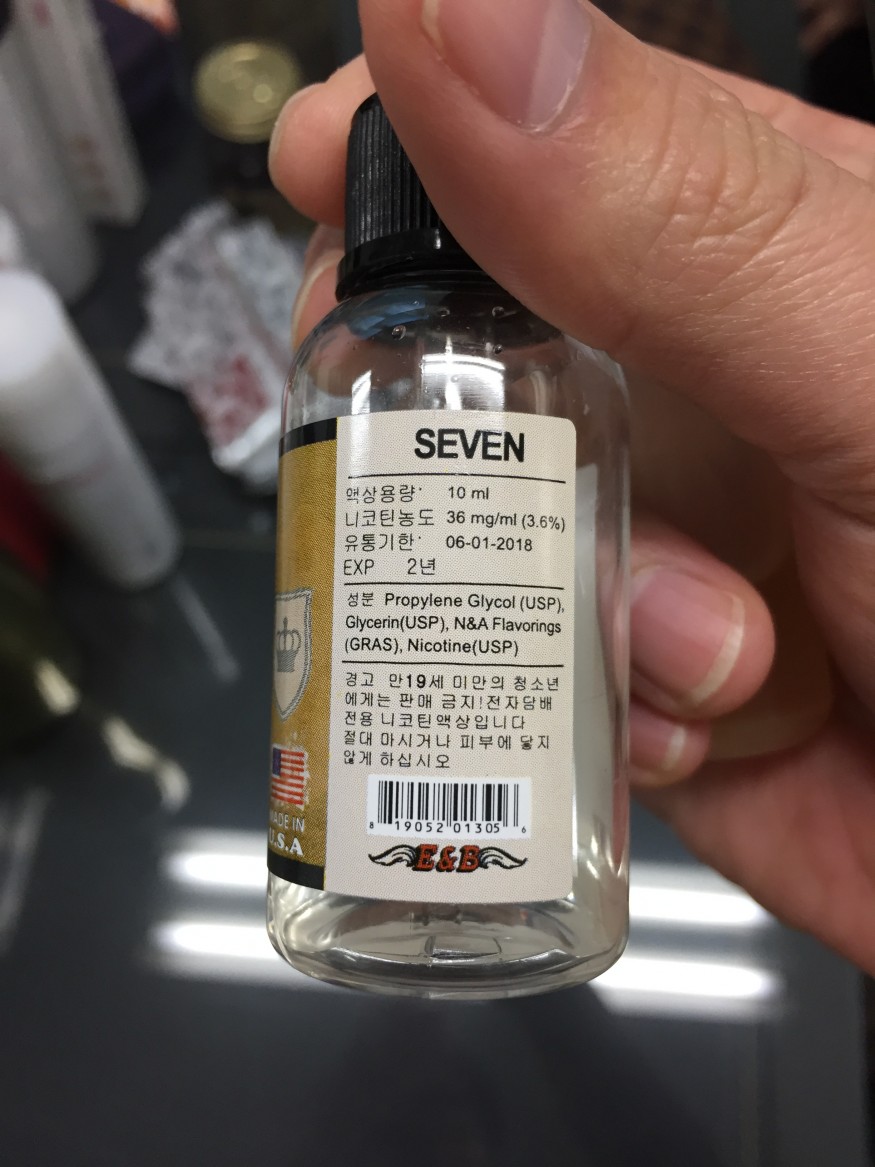 SEVEN
액상용량 10 ml
니코틴농도 36 mg/ml (3.6%)
유통기한 06-01-2018
EXP 2년
성분 Propylene Glycol (USP),
Glycerin(USP), N&A Flavorings
(GRAS), Nicotine(USP)
경고 만19세 미만의 청소년
에게는 판매 금지!전자담배
전용 니코틴액상입니다
절대 마시거나 피부에 닿지
않게 하십시오
8 19052 01305 6
E&B
MADE IN
U.S.A